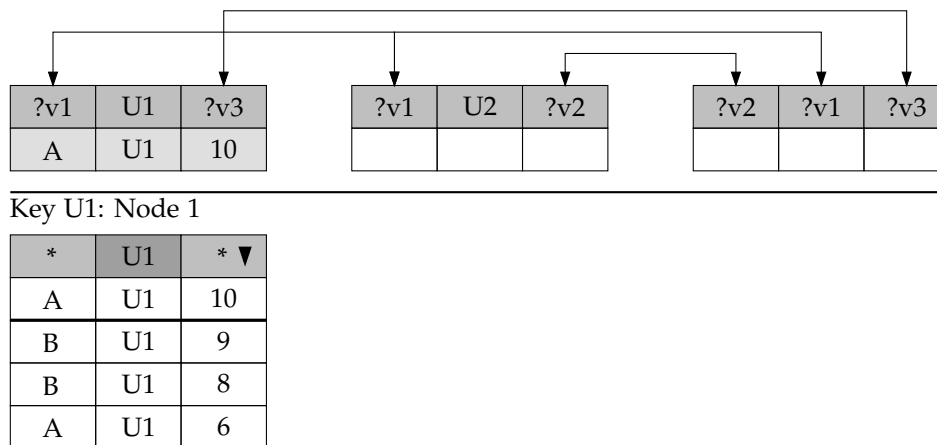 ?v1 U1 ?v3 ?v1 U2 ?v2 ?v2 ?v1 ?v3
A U1 10
Key U1: Node 1
* U1 * ▼
A U1 10
B U1 9
B U1 8
A U1 6